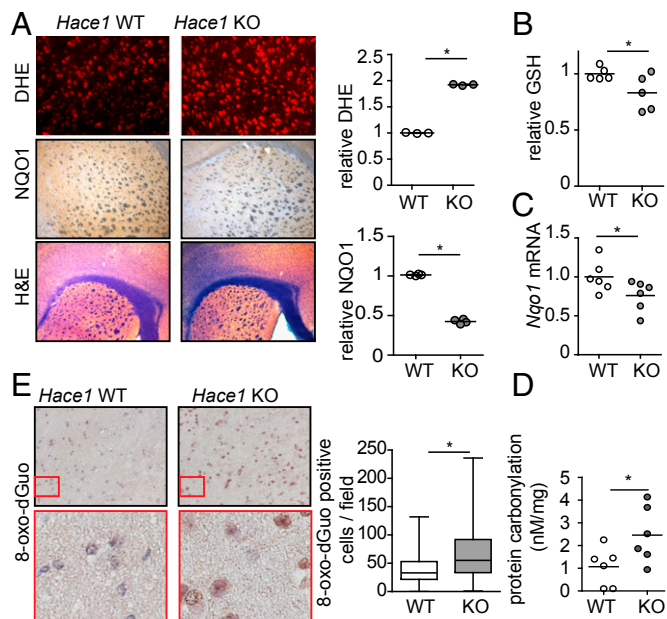 A
Hace1 WT
Hace1 KO
DHE
NQO1
H&E
relative DHE
2.5
2
1.5
1
0.5
0
*
WT
KO
relative NQO1
1.5
1
0.5
0
*
WT
KO
B
relative GSH
1
0.5
0
*
WT
KO
C
Nqo1 mRNA
1.5
1.0
0.5
0
*
WT
KO
E
Hace1 WT
Hace1 KO
8-oxo-dGuo
8-oxo-dGuo positive
cells / field
250
200
150
100
50
0
*
WT
KO
D
protein carbonylation
(nM/mg)
5
4
3
2
1
0
*
WT
KO